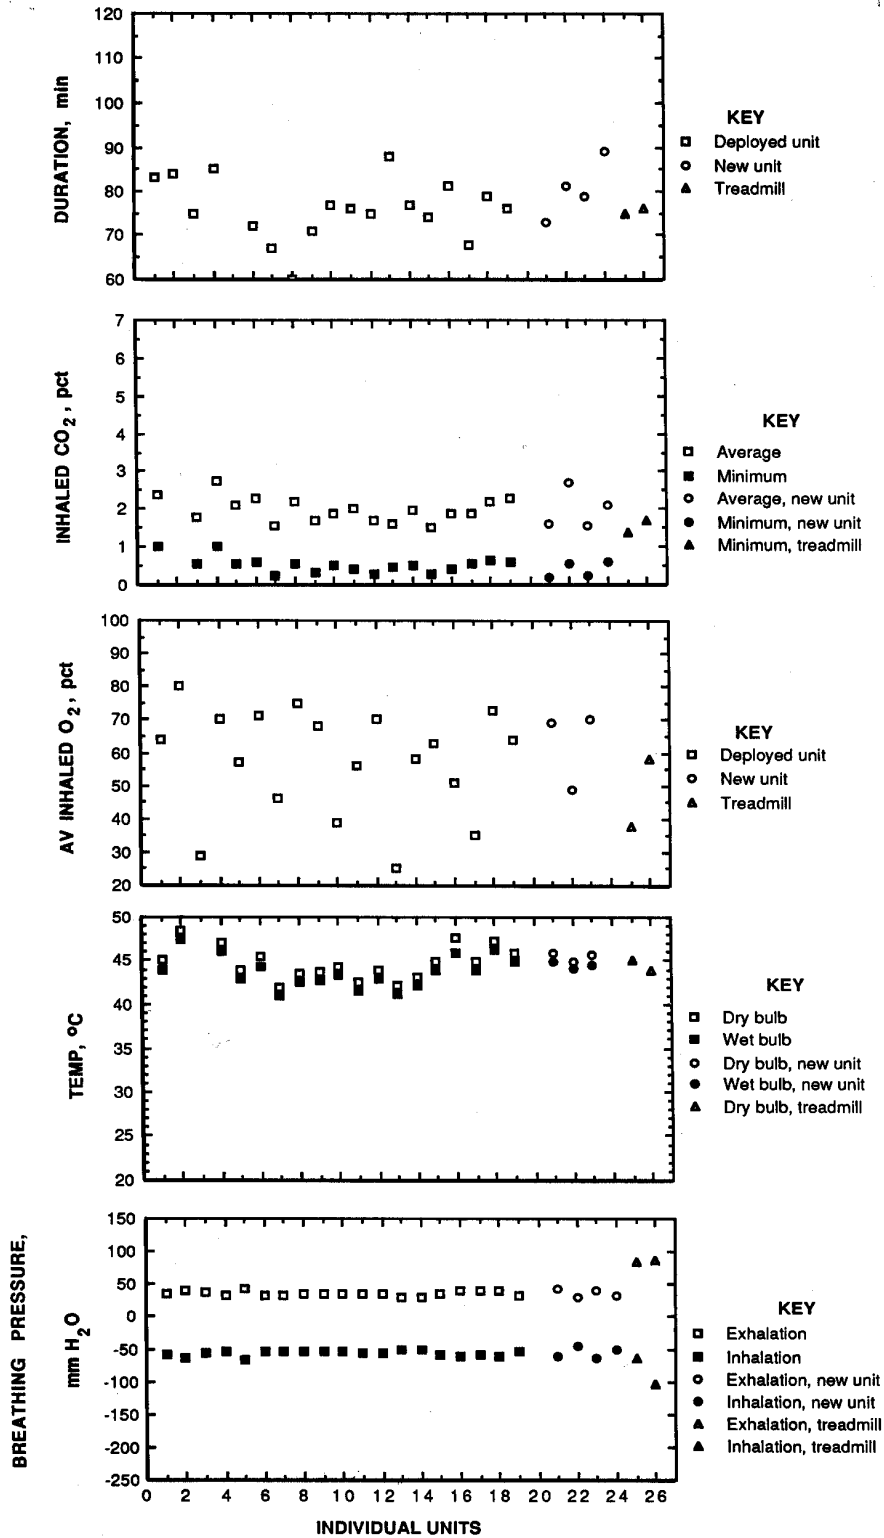 120
110
100
90
80
70
60
DURATION, min
KEY
Deployed unit
New unit
Treadmill
7
6
5
4
3
2
1
0
INHALED CO2, pct
KEY
Average
Minimum
Average, new unit
Minimum, new unit
Minimum, treadmill
100
90
80
70
60
50
40
30
20
AV INHALED O2, pct
KEY
Deployed unit
New unit
Treadmill
50
45
40
35
30
25
20
TEMP, ºC
KEY
Dry bulb
Wet bulb
Dry bulb, new unit
Wet bulb, new unit
Dry bulb, treadmill
150
100
50
0
-50
-100
-150
-200
-250
BREATHING PRESSURE,
mm H2O
KEY
Exhalation
Inhalation
Exhalation, new unit
Inhalation, new unit
Exhalation, treadmill
Inhalation, treadmill
0 2 4 6 8 10 12 14 16 18 20 22 24 26
INDIVIDUAL UNITS